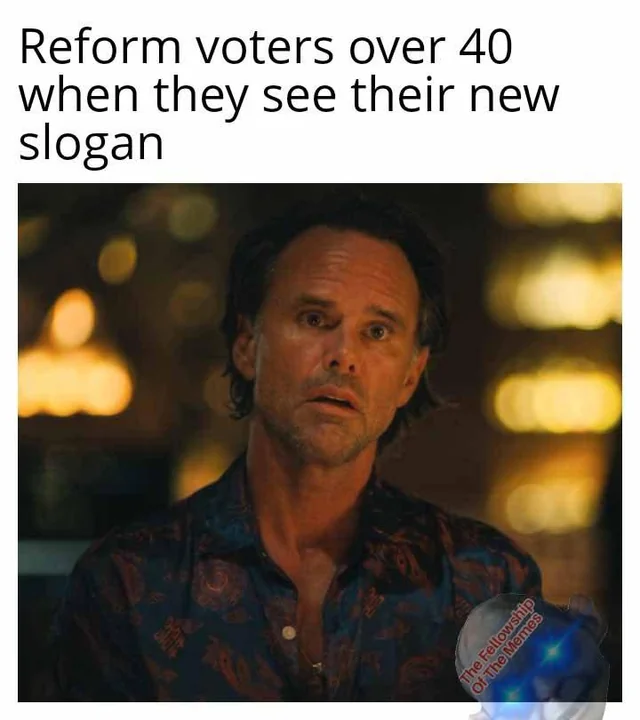 Reform voters over 40
when they see their new
slogan
The Fellowship
Of The Memes